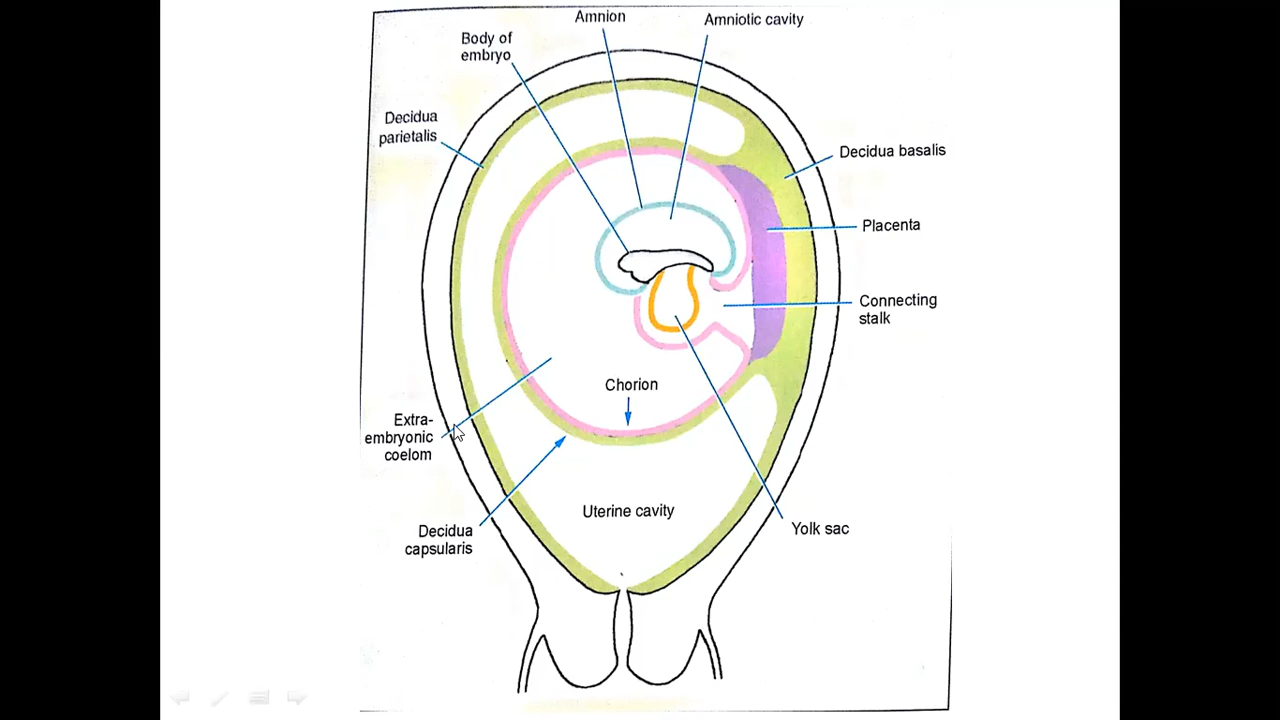 Amnion
Amniotic cavity
Body of
embryo
Decidua
parietalis
Decidua basalis
Placenta
Connecting
stalk
Chorion
Extra-
embryonic
coelom
Uterine cavity
Decidua
capsularis
Yolk sac